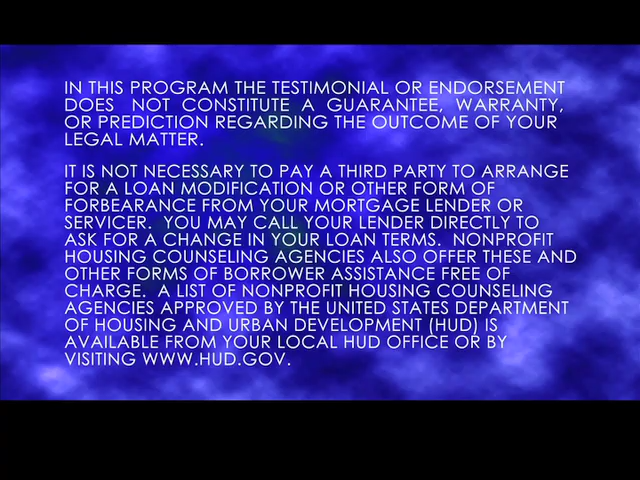 IN THIS PROGRAM THE TESTIMONIAL OR ENDORSEMENT
DOES NOT CONSTITUTE A GUARANTEE, WARRANTY,
OR PREDICTION REGARDING THE OUTCOME OF YOUR
LEGAL MATTER.
IT IS NOT NECESSARY TO PAY A THIRD PARTY TO ARRANGE
FOR A LOAN MODIFICATION OR OTHER FORM OF
FORBEARANCE FROM YOUR MORTGAGE LENDER OR
SERVICER. YOU MAY CALL YOUR LENDER DIRECTLY TO
ASK FOR A CHANGE IN YOUR LOAN TERMS. NONPROFIT
HOUSING COUNSELING AGENCIES ALSO OFFER THESE AND
OTHER FORMS OF BORROWER ASSISTANCE FREE OF
CHARGE. A LIST OF NONPROFIT HOUSING COUNSELING
AGENCIES APPROVED BY THE UNITED STATES DEPARTMENT
OF HOUSING AND URBAN DEVELOPMENT (HUD) IS
AVAILABLE FROM YOUR LOCAL HUD OFFICE OR BY
VISITING WWW.HUD.GOV.